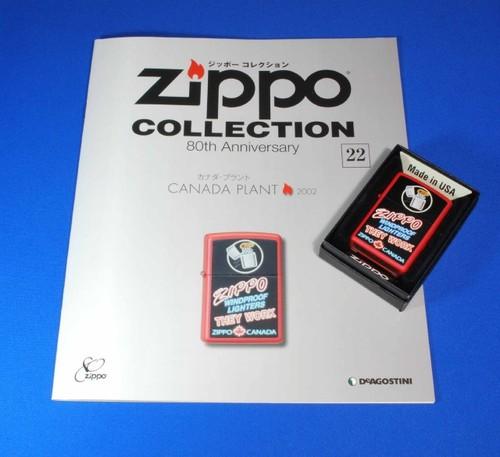 ジッポー コレクション
Zippo
COLLECTION
80th Anniversary
22
カナダ・プラント
CANADA PLANT 2002
ZIPPO
WINDPROOF
LIGHTERS
THEY WORK
ZIPPO CANADA
Made in USA
ZIPPO
WINDPROOF
LIGHTERS
THEY WORK
ZIPPO CANADA
ZIPPO
zippo
DeAGOSTINI